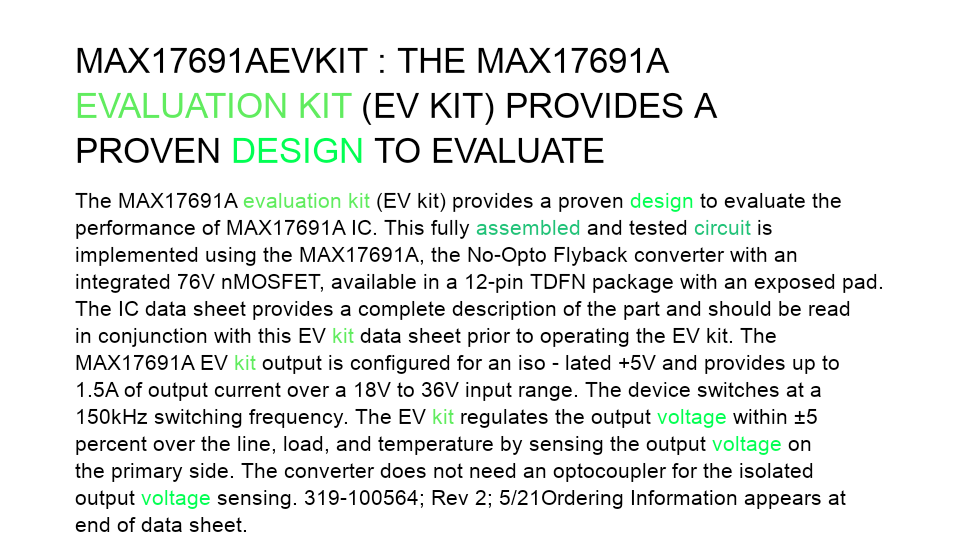 MAX17691AEVKIT : THE MAX17691A
EVALUATION KIT (EV KIT) PROVIDES A
PROVEN DESIGN TO EVALUATE
The MAX17691A evaluation kit (EV kit) provides a proven design to evaluate the
performance of MAX17691A IC. This fully assembled and tested circuit is
implemented using the MAX17691A, the No-Opto Flyback converter with an
integrated 76V nMOSFET, available in a 12-pin TDFN package with an exposed pad.
The IC data sheet provides a complete description of the part and should be read
in conjunction with this EV kit data sheet prior to operating the EV kit. The
MAX17691A EV kit output is configured for an iso - lated +5V and provides up to
1.5A of output current over a 18V to 36V input range. The device switches at a
150kHz switching frequency. The EV kit regulates the output voltage within ±5
percent over the line, load, and temperature by sensing the output voltage on
the primary side. The converter does not need an optocoupler for the isolated
output voltage sensing. 319-100564; Rev 2; 5/21Ordering Information appears at
end of data sheet.